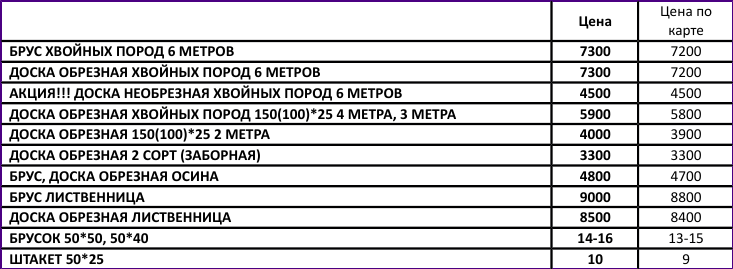 Цена Цена по
карте
БРУС ХВОЙНЫХ ПОРОД 6 МЕТРОВ 7300 7200
ДОСКА ОБРЕЗНАЯ ХВОЙНЫХ ПОРОД 6 МЕТРОВ 7300 7200
АКЦИЯ!!! ДОСКА НЕОБРЕЗНАЯ ХВОЙНЫХ ПОРОД 6 МЕТРОВ 4500 4500
ДОСКА ОБРЕЗНАЯ ХВОЙНЫХ ПОРОД 150(100)*25 4 МЕТРА, 3 МЕТРА 5900 5800
ДОСКА ОБРЕЗНАЯ 150(100)*25 2 МЕТРА 4000 3900
ДОСКА ОБРЕЗНАЯ 2 СОРТ (ЗАБОРНАЯ) 3300 3300
БРУС, ДОСКА ОБРЕЗНАЯ ОСИНА 4800 4700
БРУС ЛИСТВЕННИЦА 9000 8800
ДОСКА ОБРЕЗНАЯ ЛИСТВЕННИЦА 8500 8400
БРУСОК 50*50, 50*40 14-16 13-15
ШТАКЕТ 50*25 10 9